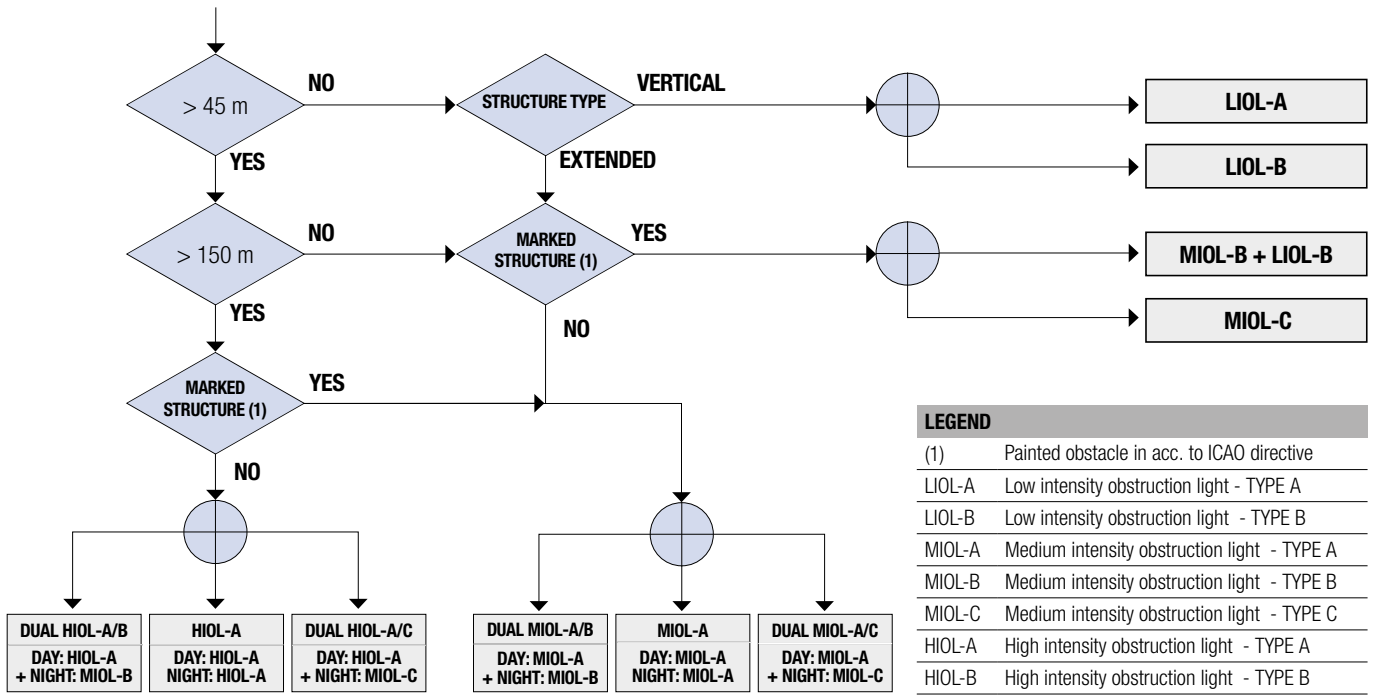 > 45 m
NO
STRUCTURE TYPE
VERTICAL
LIOL-A
YES
EXTENDED
LIOL-B
> 150 m
NO
MARKED
STRUCTURE (1)
YES
MIOL-B + LIOL-B
YES
NO
MIOL-C
MARKED
STRUCTURE (1)
YES
NO
DUAL HIOL-A/B
DAY: HIOL-A
+ NIGHT: MIOL-B
HIOL-A
DAY: HIOL-A
NIGHT: HIOL-A
DUAL HIOL-A/C
DAY: HIOL-A
+ NIGHT: MIOL-C
DUAL MIOL-A/B
DAY: MIOL-A
+ NIGHT: MIOL-B
MIOL-A
DAY: MIOL-A
NIGHT: MIOL-A
DUAL MIOL-A/C
DAY: MIOL-A
+ NIGHT: MIOL-C
LEGEND
(1) Painted obstacle in acc. to ICAO directive
LIOL-A Low intensity obstruction light - TYPE A
LIOL-B Low intensity obstruction light - TYPE B
MIOL-A Medium intensity obstruction light - TYPE A
MIOL-B Medium intensity obstruction light - TYPE B
MIOL-C Medium intensity obstruction light - TYPE C
HIOL-A High intensity obstruction light - TYPE A
HIOL-B High intensity obstruction light - TYPE B